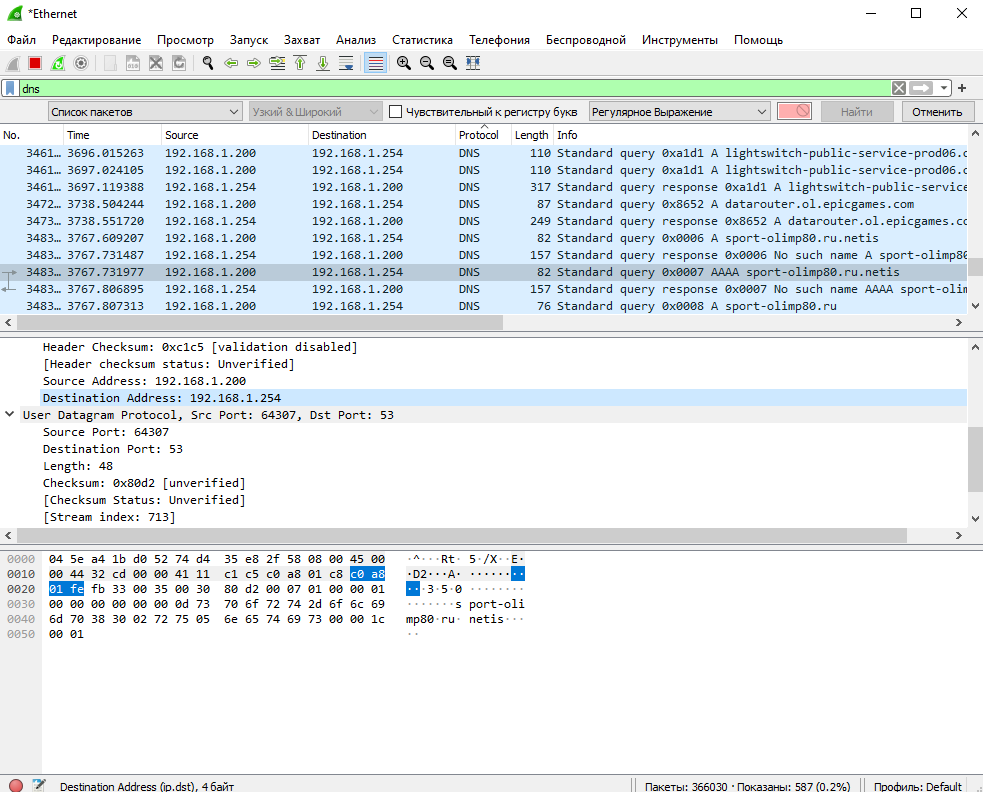 *Ethernet
Файл Редактирование Просмотр Запуск Захват Анализ Статистика Телефония Беспроводной Инструменты Помощь
dns
Список пакетов Узкий & Широкий Чувствительный к регистру букв Регулярное Выражение Найти Отменить
No. Time Source Destination Protocol Length Info
3461… 3696.015263 192.168.1.200 192.168.1.254 DNS 110 Standard query 0xa1d1 A lightswitch-public-service-prod06.c
3461… 3697.024105 192.168.1.200 192.168.1.254 DNS 110 Standard query 0xa1d1 A lightswitch-public-service-prod06.c
3461… 3697.119388 192.168.1.254 192.168.1.200 DNS 317 Standard query response 0xa1d1 A lightswitch-public-service
3472… 3738.504244 192.168.1.200 192.168.1.254 DNS 87 Standard query 0x8652 A datarouter.ol.epicgames.com
3473… 3738.551720 192.168.1.254 192.168.1.200 DNS 249 Standard query response 0x8652 A datarouter.ol.epicgames.cc
3483… 3767.609207 192.168.1.200 192.168.1.254 DNS 82 Standard query 0x0006 A sport-olimp80.ru.netis
3483… 3767.731487 192.168.1.254 192.168.1.200 DNS 157 Standard query response 0x0006 No such name A sport-olimp80
3483… 3767.731977 192.168.1.200 192.168.1.254 DNS 82 Standard query 0x0007 AAAA sport-olimp80.ru.netis
3483… 3767.806895 192.168.1.254 192.168.1.200 DNS 157 Standard query response 0x0007 No such name AAAA sport-olim
3483… 3767.807313 192.168.1.200 192.168.1.254 DNS 76 Standard query 0x0008 A sport-olimp80.ru
Header Checksum: 0xc1c5 [validation disabled]
[Header checksum status: Unverified]
Source Address: 192.168.1.200
Destination Address: 192.168.1.254
User Datagram Protocol, Src Port: 64307, Dst Port: 53
Source Port: 64307
Destination Port: 53
Length: 48
Checksum: 0x80d2 [unverified]
[Checksum Status: Unverified]
[Stream index: 713]
0000 04 5e a4 1b d0 52 74 d4 35 e8 2f 58 08 00 45 00 ·^···Rt· 5·/X··E·
0010 00 44 32 cd 00 00 41 11 c1 c5 c0 a8 01 c8 c0 a8 ·D2···A· ········
0020 01 fe fb 33 00 35 00 30 80 d2 00 07 01 00 00 01 ···3·5·0 ········
0030 00 00 00 00 00 00 0d 73 70 6f 72 74 2d 6f 6c 69 ·······s port-oli
0040 6d 70 38 30 02 72 75 05 6e 65 74 69 73 00 00 1c mp80·ru· netis···
0050 00 01 ··
Destination Address (ip.dst), 4 байт Пакеты: 366030 · Показаны: 587 (0.2%) Профиль: Default